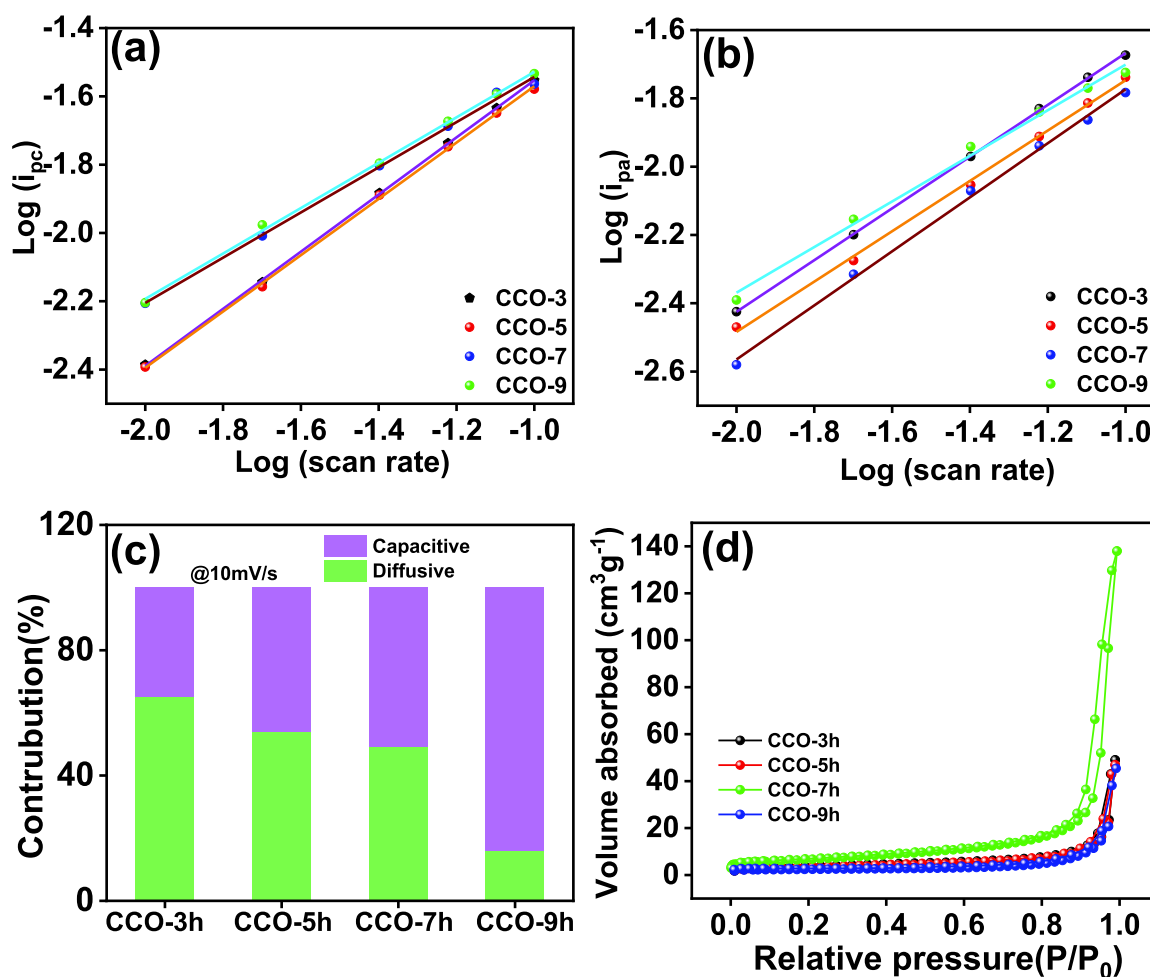 (a)
-1.4
-1.6
-1.8
-2.0
-2.2
-2.4
Log (ipc)
CCO-3
CCO-5
CCO-7
CCO-9
-2.0 -1.8 -1.6 -1.4 -1.2 -1.0
Log (scan rate)
(b)
-1.6
-1.8
-2.0
-2.2
-2.4
-2.6
Log (ipa)
CCO-3
CCO-5
CCO-7
CCO-9
-2.0 -1.8 -1.6 -1.4 -1.2 -1.0
Log (scan rate)
(c)
120
80
40
0
Contrubution(%)
Capacitive
Diffusive
@10mV/s
CCO-3h CCO-5h CCO-7h CCO-9h
(d)
140
120
100
80
60
40
20
0
Volume absorbed (cm³g⁻¹)
CCO-3h
CCO-5h
CCO-7h
CCO-9h
0.0 0.2 0.4 0.6 0.8 1.0
Relative pressure(P/P₀)